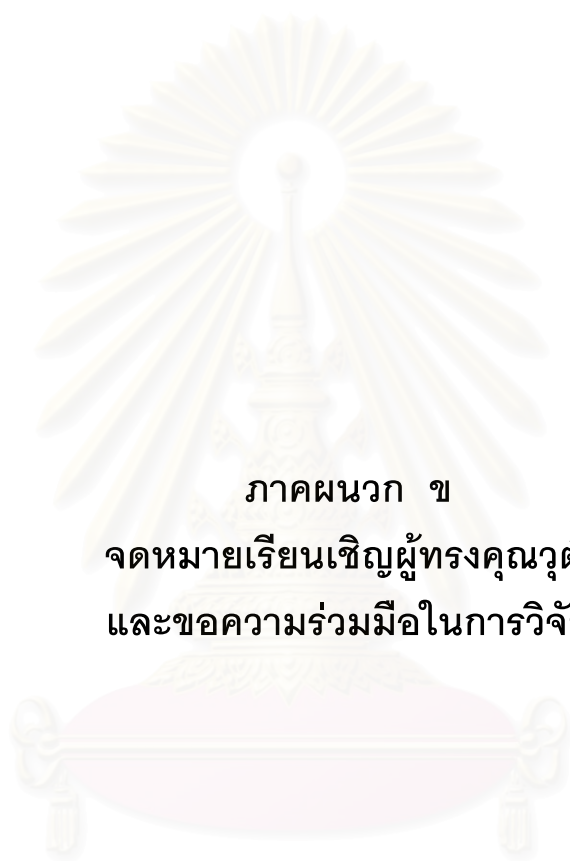 ภาคผนวก ข
จดหมายเรียนเชิญผู้ทรงคุณวุ
และขอความร่วมมือในการวิจั